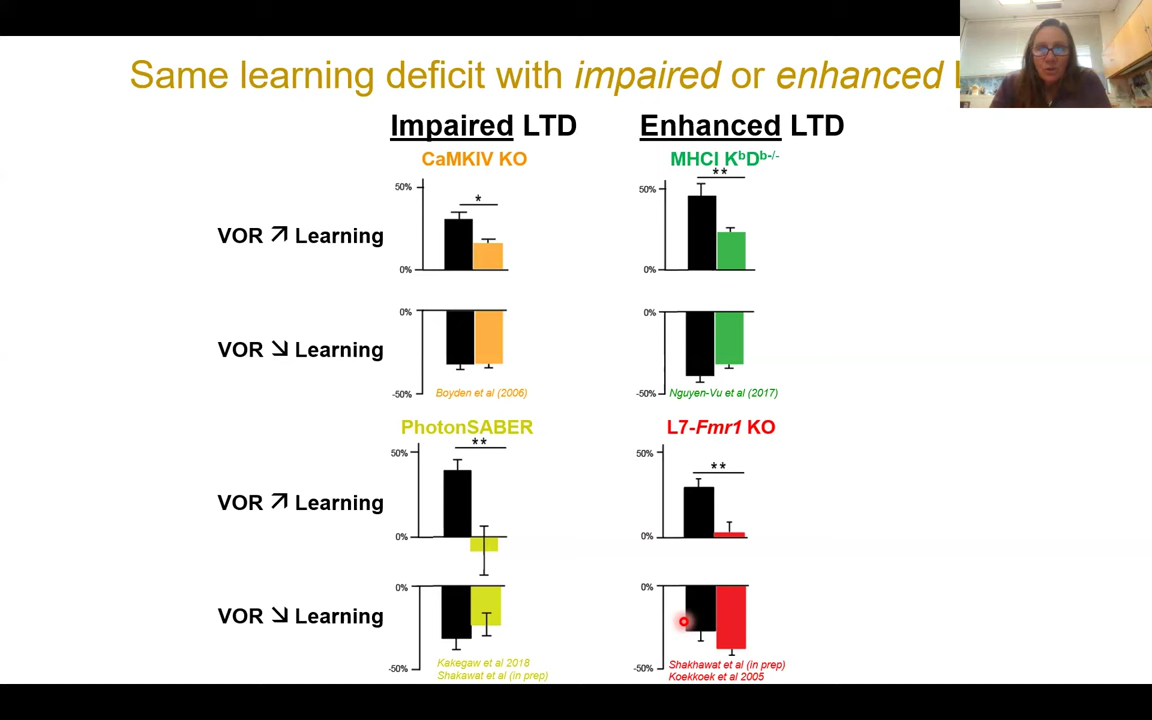 Same learning deficit with impaired or enhanced
Impaired LTD Enhanced LTD
CaMKIV KO
MHCI KᵇDᵇ⁻/⁻
50% * 50% **
VOR ↗ Learning
0% 0%
0% 0%
VOR ↘ Learning
-50% Boyden et al (2006) -50% Nguyen-Vu et al (2017)
PhotonSABER L7-Fmr1 KO
50% ** 50% **
VOR ↗ Learning
0% 0%
0% 0%
VOR ↘ Learning
-50% Kakegaw et al 2018 -50% Shakhawat et al (in prep)
Shakawat et al (in prep) Koekkoek et al 2005